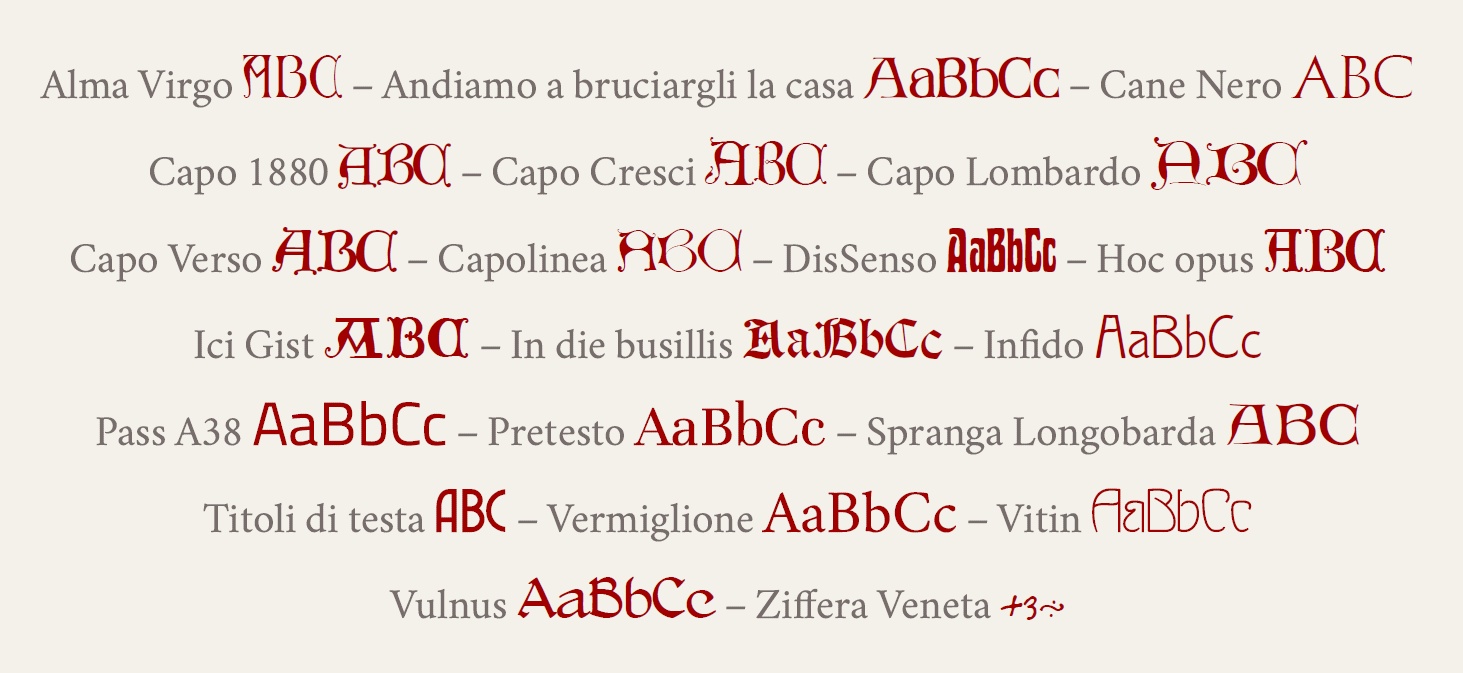 Alma Virgo ABC – Andiamo a bruciargli la casa AaBbCc – Cane Nero ABC
Capo 1880 ABC – Capo Cresci ABC – Capo Lombardo ABC
Capo Verso ABC – Capolinea ABC – DisSenso AaBbCc – Hoc opus ABC
Ici Gist ABC – In die busillis AaBbCc – Infido AaBbCc
Pass A38 AaBbCc – Pretesto AaBbCc – Spranga Longobarda ABC
Titoli di testa ABC – Vermiglione AaBbCc – Vitin AaBbCc
Vulnus AaBbCc – Ziffera Veneta